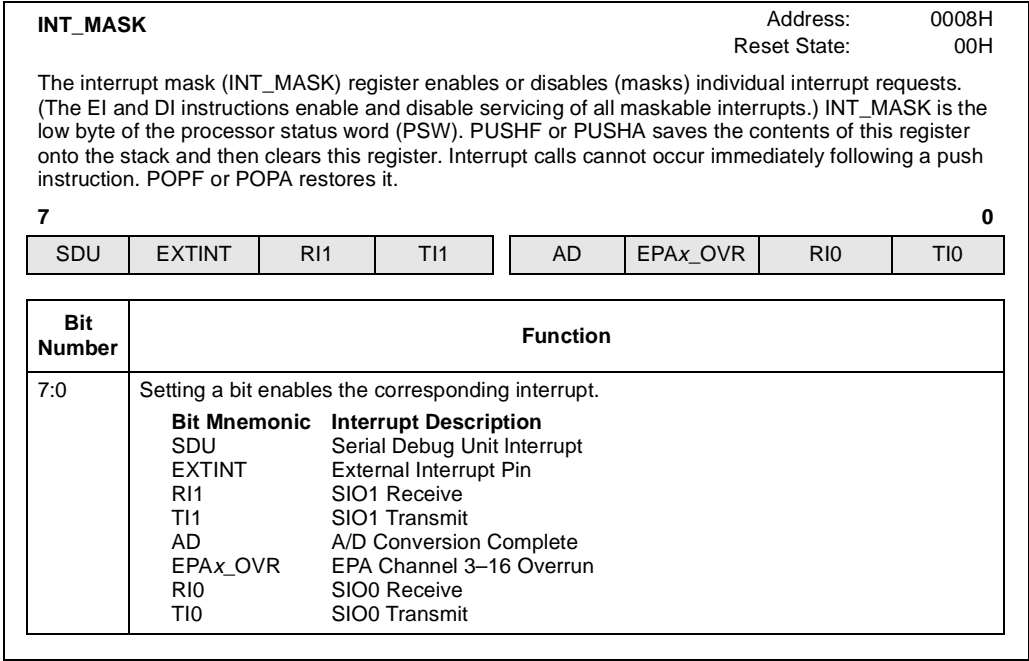 INT_MASK Address: 0008H
Reset State: 00H
The interrupt mask (INT_MASK) register enables or disables (masks) individual interrupt requests.
(The EI and DI instructions enable and disable servicing of all maskable interrupts.) INT_MASK is the
low byte of the processor status word (PSW). PUSHF or PUSHA saves the contents of this register
onto the stack and then clears this register. Interrupt calls cannot occur immediately following a push
instruction. POPF or POPA restores it.
7 0
SDU EXTINT RI1 TI1 AD EPAx_OVR RI0 TI0
Bit
Number Function
7:0 Setting a bit enables the corresponding interrupt.
Bit Mnemonic Interrupt Description
SDU Serial Debug Unit Interrupt
EXTINT External Interrupt Pin
RI1 SIO1 Receive
TI1 SIO1 Transmit
AD A/D Conversion Complete
EPAx_OVR EPA Channel 3–16 Overrun
RI0 SIO0 Receive
TI0 SIO0 Transmit